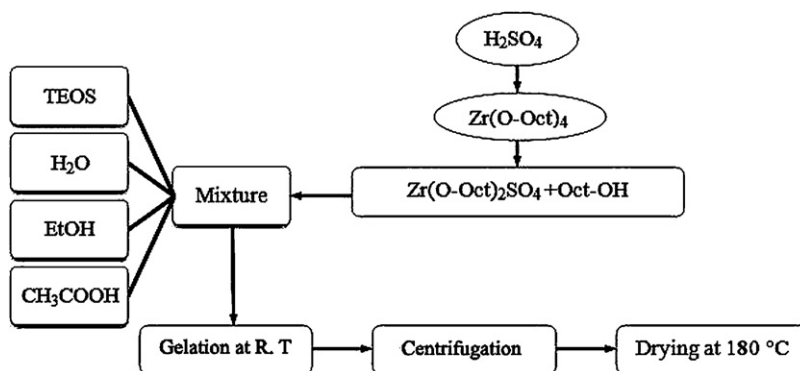 H₂SO₄
TEOS
Zr(O-Oct)₄
H₂O
Mixture
Zr(O-Oct)₂SO₄+Oct-OH
EtOH
CH₃COOH
Gelation at R. T
Centrifugation
Drying at 180 °C